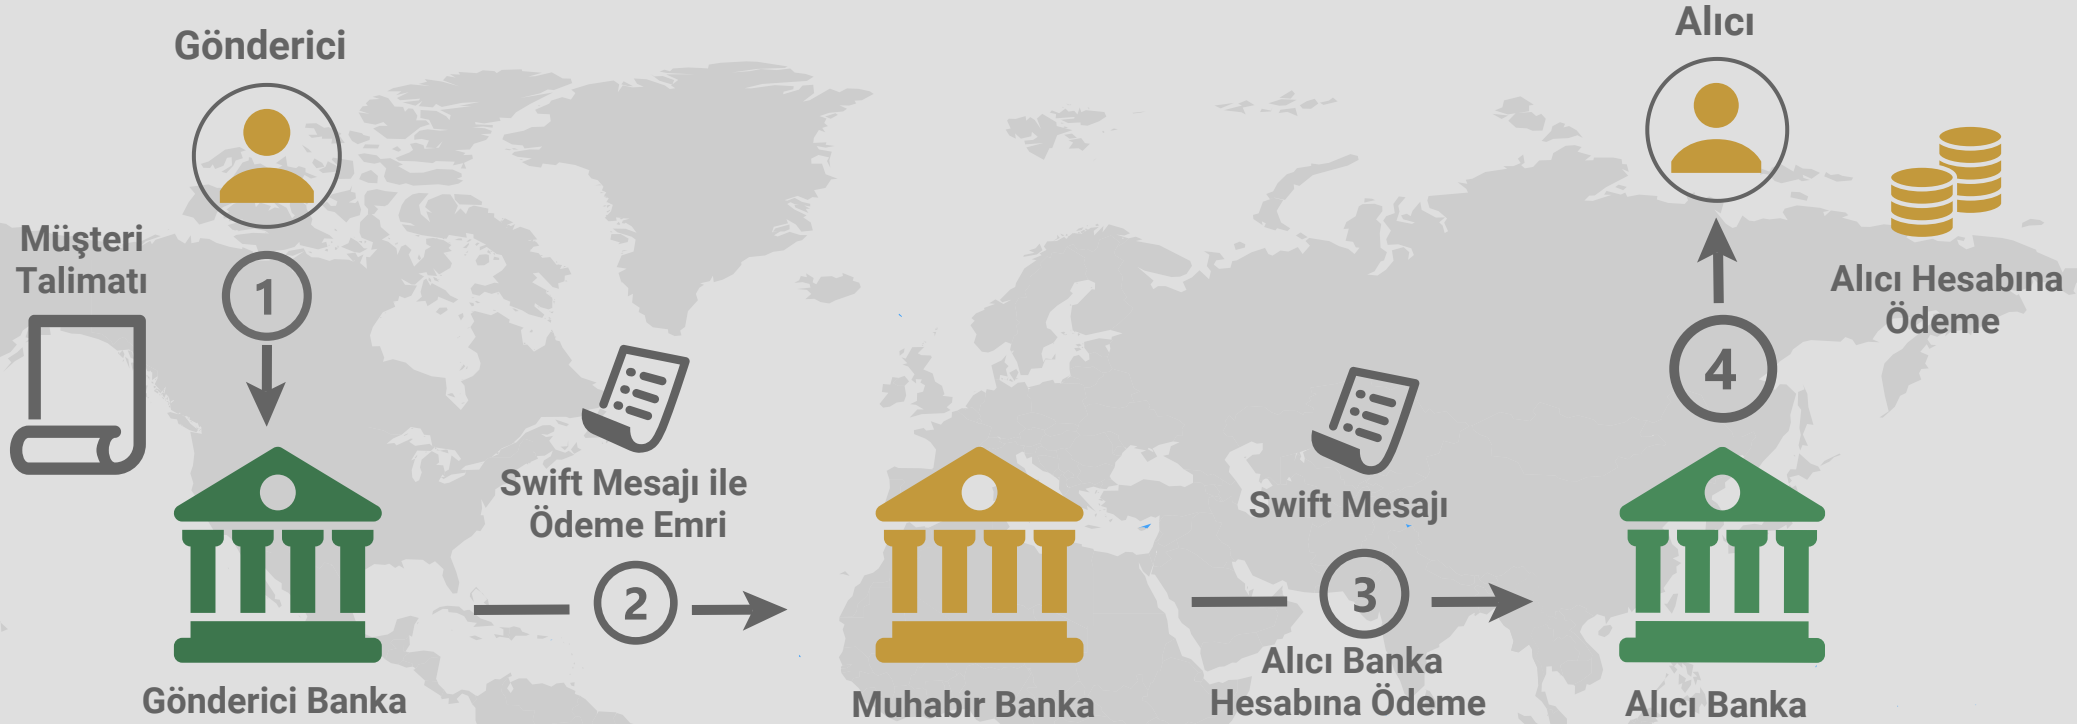 Gönderici
Müşteri
Talimatı
1
Gönderici Banka
Swift Mesajı ile
Ödeme Emri
2
Muhabir Banka
Swift Mesajı
3
Alıcı Banka
Hesabına Ödeme
Alıcı Banka
4
Alıcı
Alıcı Hesabına
Ödeme